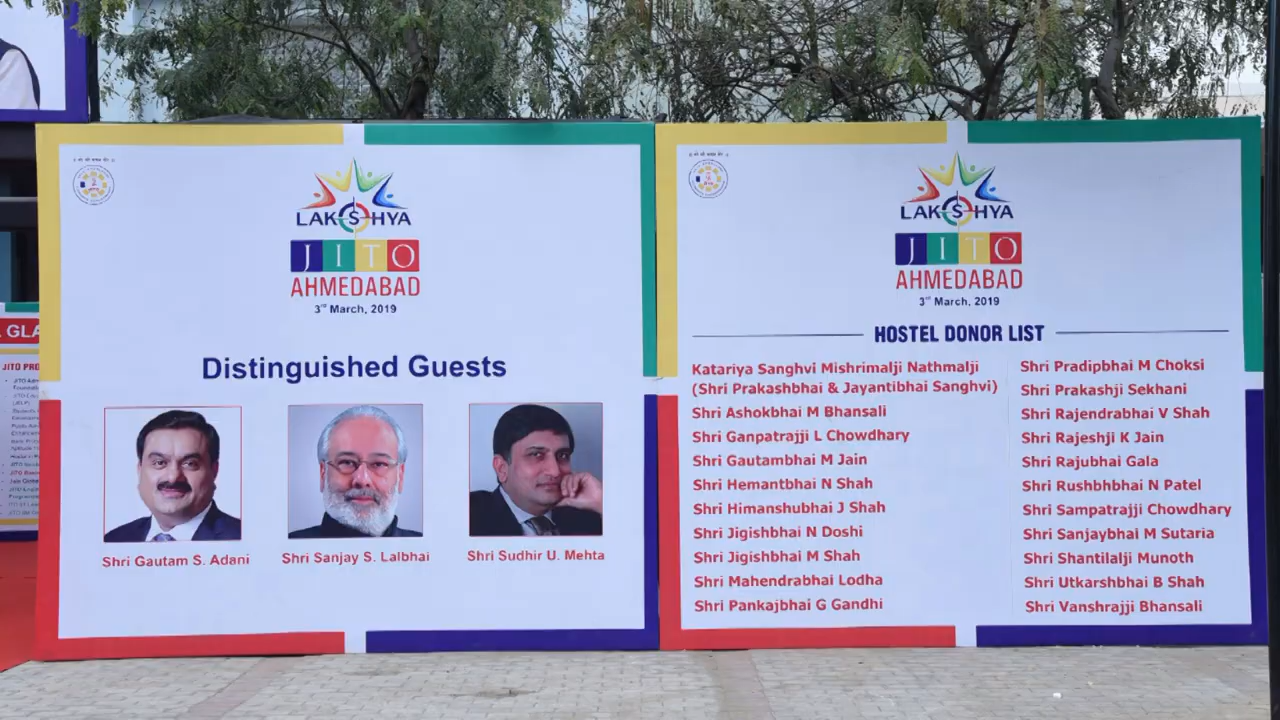 LAKSHYA
JITO
AHMEDABAD
3rd March, 2019
Distinguished Guests
Shri Gautam S. Adani
Shri Sanjay S. Lalbhai
Shri Sudhir U. Mehta
LAKSHYA
JITO
AHMEDABAD
3rd March, 2019
HOSTEL DONOR LIST
Katariya Sanghvi Mishrimalji Nathmalji
(Shri Prakashbhai & Jayantibhai Sanghvi)
Shri Ashokbhai M Bhansali
Shri Ganpatrajji L Chowdhary
Shri Gautambhai M Jain
Shri Hemantbhai N Shah
Shri Himanshubhai J Shah
Shri Jigishbhai N Doshi
Shri Jigishbhai M Shah
Shri Mahendrabhai Lodha
Shri Pankajbhai G Gandhi
Shri Pradipbhai M Choksi
Shri Prakashji Sekhani
Shri Rajendrabhai V Shah
Shri Rajeshji K Jain
Shri Rajubhai Gala
Shri Rushbhbhai N Patel
Shri Sampatrajji Chowdhary
Shri Sanjaybhai M Sutaria
Shri Shantilalji Munoth
Shri Utkarshbhai B Shah
Shri Vanshrajji Bhansali
GLA
JITO PRO